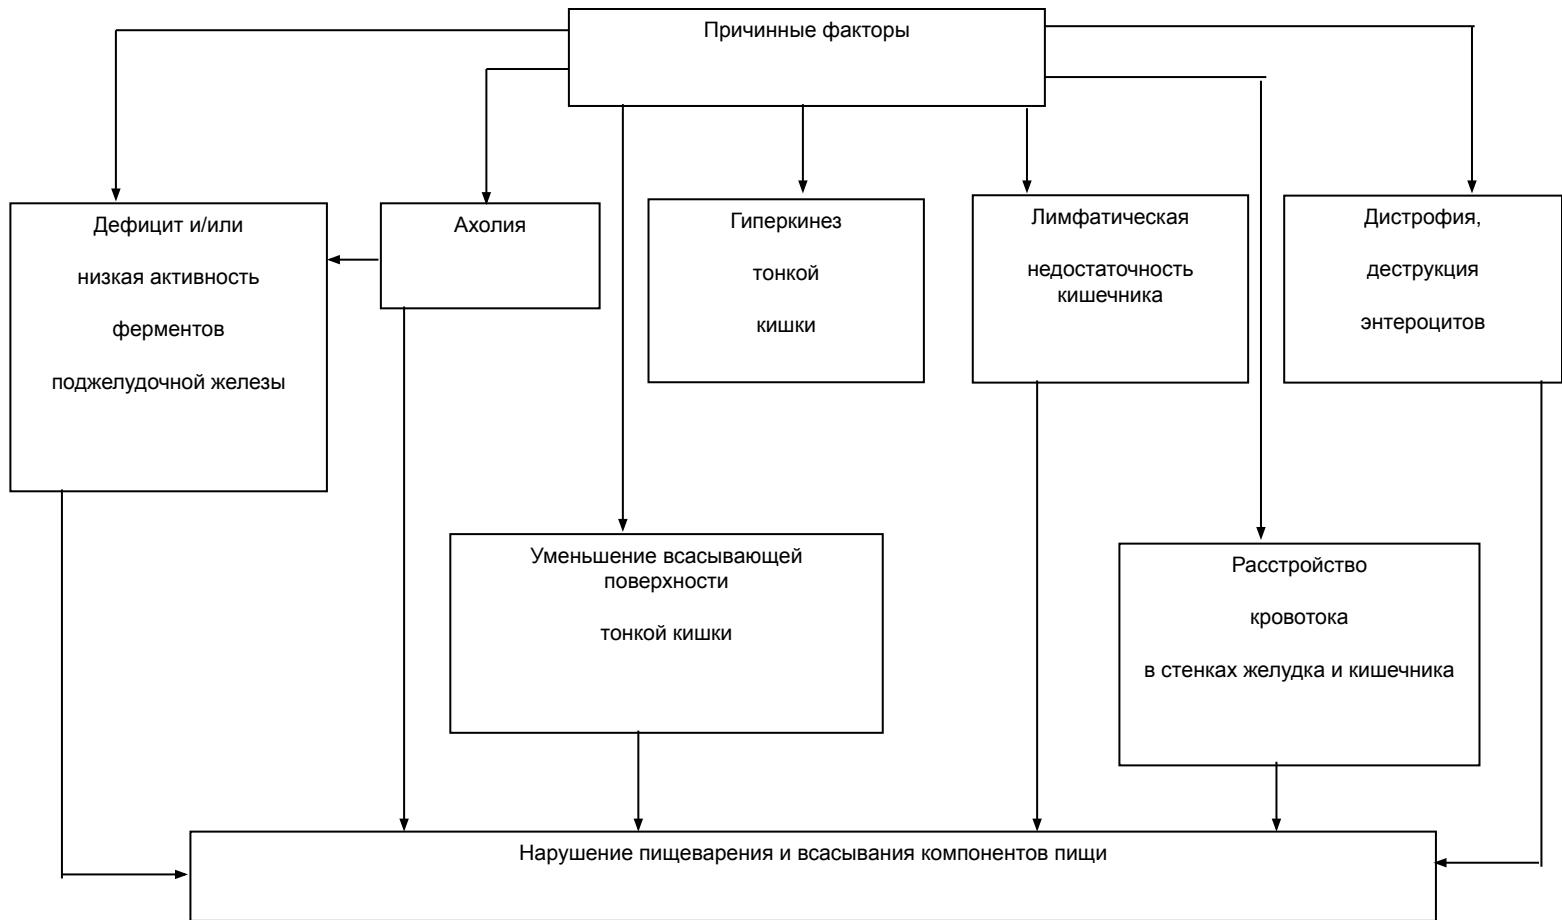 Причинные факторы
Дефицит и/или
низкая активность
ферментов
поджелудочной железы
Ахолия
Гиперкинез
тонкой
кишки
Лимфатическая
недостаточность
кишечника
Дистрофия,
деструкция
энтероцитов
Уменьшение всасывающей
поверхности
тонкой кишки
Расстройство
кровотока
в стенках желудка и кишечника
Нарушение пищеварения и всасывания компонентов пищи